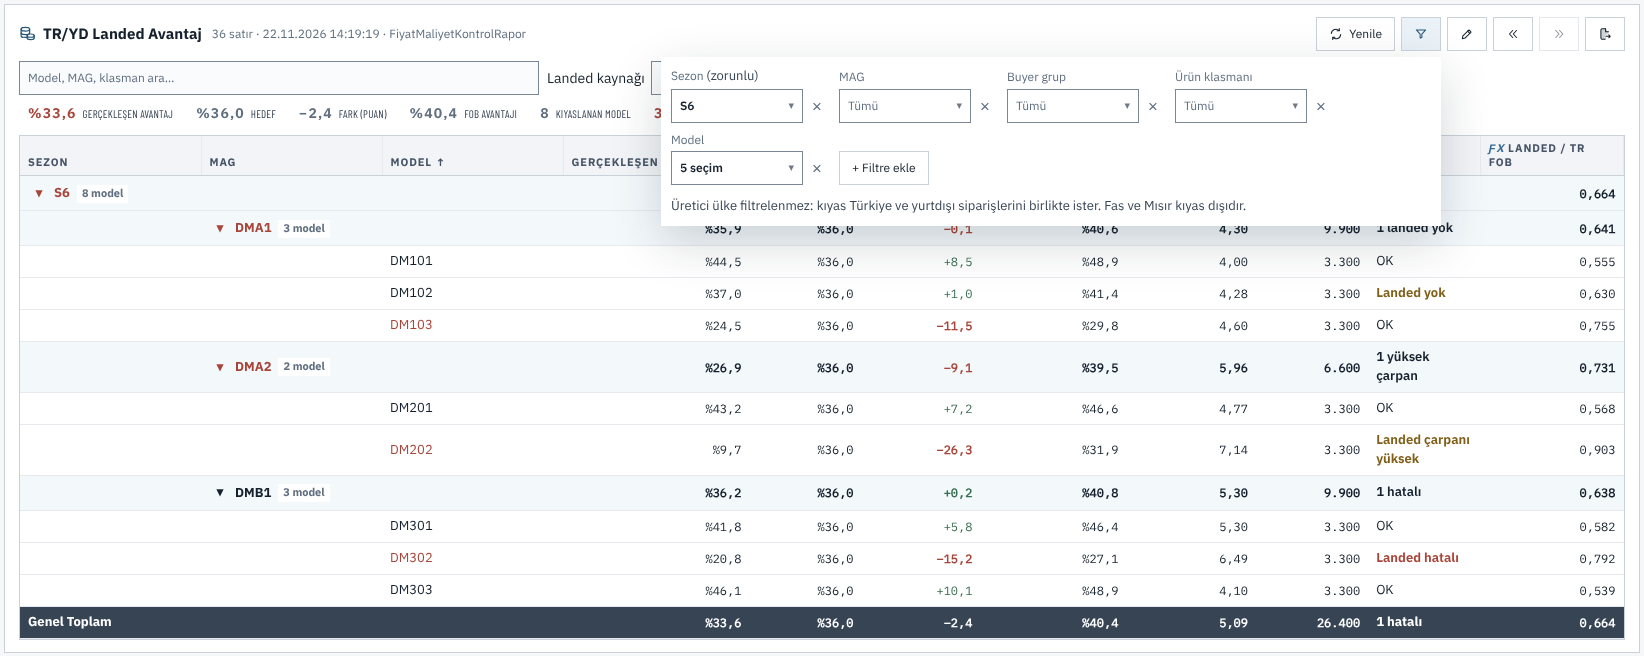 TR/YD Landed Avantaj 36 satır · 22.11.2026 14:19:19 · FiyatMaliyetKontrolRapor Yenile
Model, MAG, klasman ara... Landed kaynağı
%33,6 GERÇEKLEŞEN AVANTAJ %36,0 HEDEF −2,4 FARK (PUAN) %40,4 FOB AVANTAJI 8 KIYASLANAN MODEL 3
Sezon (zorunlu) MAG Buyer grup Ürün klasmanı
S6 ▾ × Tümü ▾ × Tümü ▾ × Tümü ▾ ×
Model
5 seçim ▾ × + Filtre ekle
Üretici ülke filtrelenmez: kıyas Türkiye ve yurtdışı siparişlerini birlikte ister. Fas ve Mısır kıyas dışıdır.
SEZON MAG MODEL ↑ GERÇEKLEŞEN ƒx LANDED / TR
FOB
▼ S6 8 model 0,664
▼ DMA1 3 model %35,9 %36,0 −0,1 %40,6 4,30 9.900 1 landed yok 0,641
DM101 %44,5 %36,0 +8,5 %48,9 4,00 3.300 OK 0,555
DM102 %37,0 %36,0 +1,0 %41,4 4,28 3.300 Landed yok 0,630
DM103 %24,5 %36,0 −11,5 %29,8 4,60 3.300 OK 0,755
▼ DMA2 2 model %26,9 %36,0 −9,1 %39,5 5,96 6.600 1 yüksek
çarpan 0,731
DM201 %43,2 %36,0 +7,2 %46,6 4,77 3.300 OK 0,568
DM202 %9,7 %36,0 −26,3 %31,9 7,14 3.300 Landed çarpanı
yüksek 0,903
▼ DMB1 3 model %36,2 %36,0 +0,2 %40,8 5,30 9.900 1 hatalı 0,638
DM301 %41,8 %36,0 +5,8 %46,4 5,30 3.300 OK 0,582
DM302 %20,8 %36,0 −15,2 %27,1 6,49 3.300 Landed hatalı 0,792
DM303 %46,1 %36,0 +10,1 %48,9 4,10 3.300 OK 0,539
Genel Toplam %33,6 %36,0 −2,4 %40,4 5,09 26.400 1 hatalı 0,664